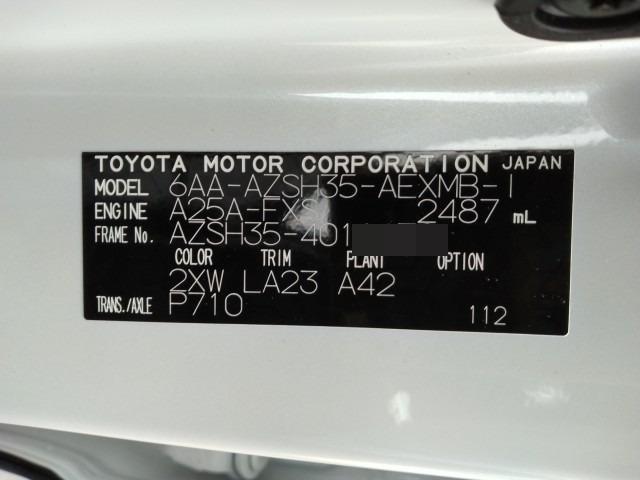 TOYOTA MOTOR CORPORATION JAPAN
MODEL 6AA-AZSH35-AEXMB-I
ENGINE A25A-FXS 2487 mL
FRAME No. AZSH35-401
COLOR TRIM PLANT OPTION
2XW LA23 A42
TRANS./AXLE P710
112